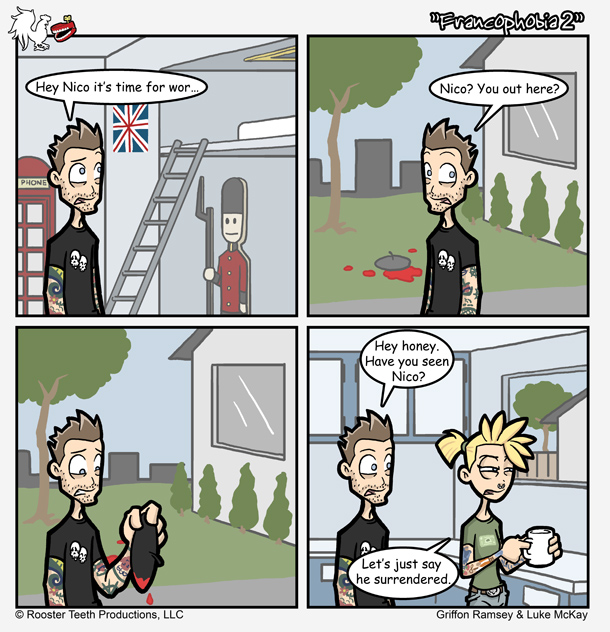 "Francophobia 2"
Hey Nico it's time for wor...
PHONE
Nico? You out here?
Hey honey.
Have you seen
Nico?
Let's just say
he surrendered.
© Rooster Teeth Productions, LLC
Griffon Ramsey & Luke McKay